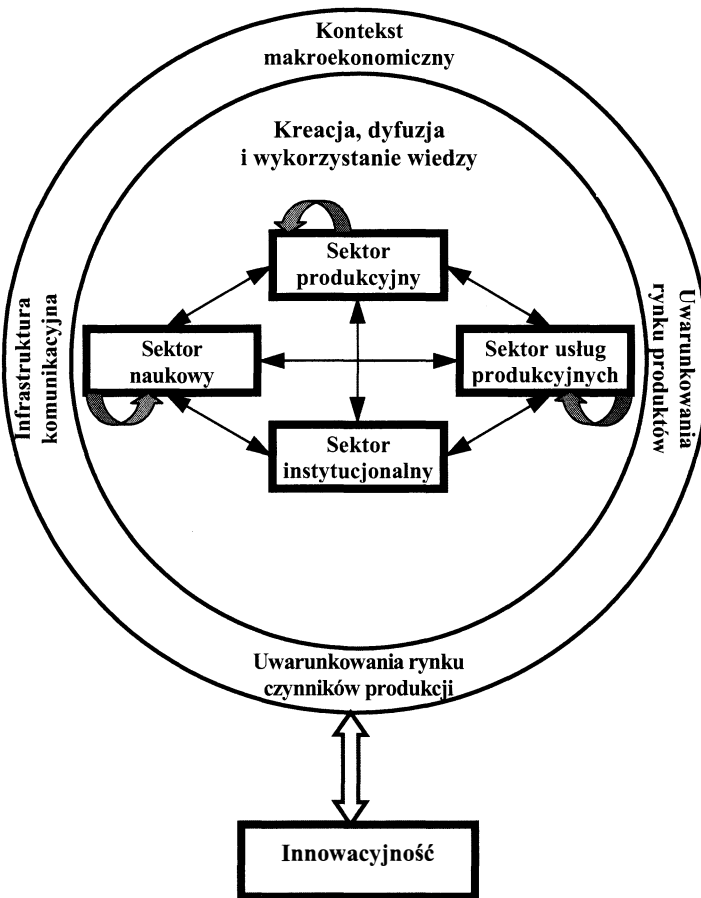 Kontekst
makroekonomiczny
Kreacja, dyfuzja
i wykorzystanie wiedzy
Sektor
produkcyjny
Infrastruktura
komunikacyjna
Sektor
naukowy
Sektor usług
produkcyjnych
Uwarunkowania
rynku produktów
Sektor
instytucjonalny
Uwarunkowania rynku
czynników produkcji
Innowacyjność